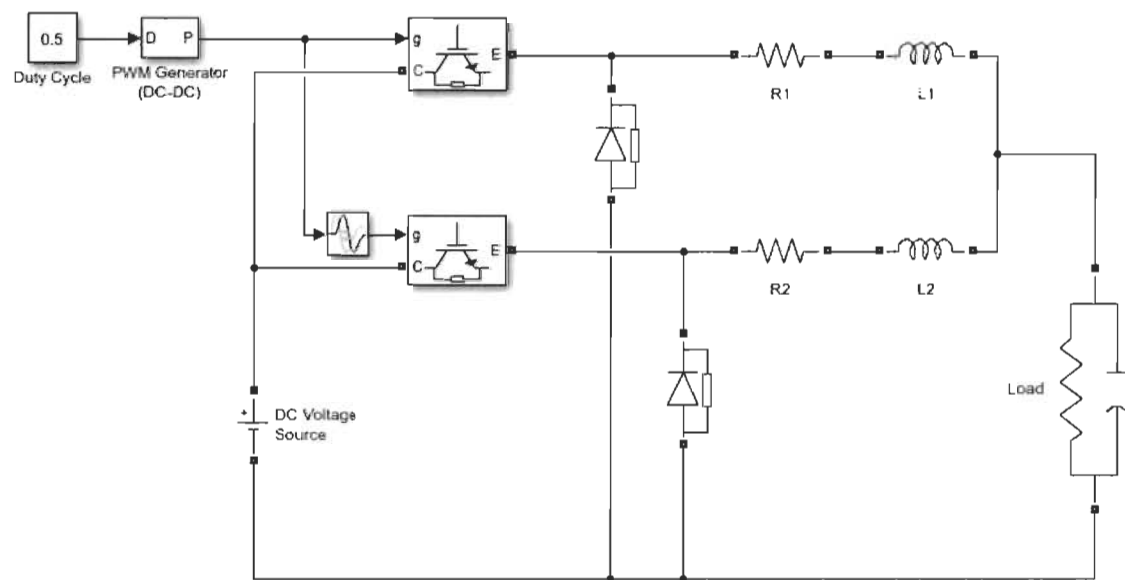 0.5
Duty Cycle
D
P
PWM Generator
(DC-DC)
g
C
E
R1
L1
g
C
E
R2
L2
+
DC Voltage
Source
Load